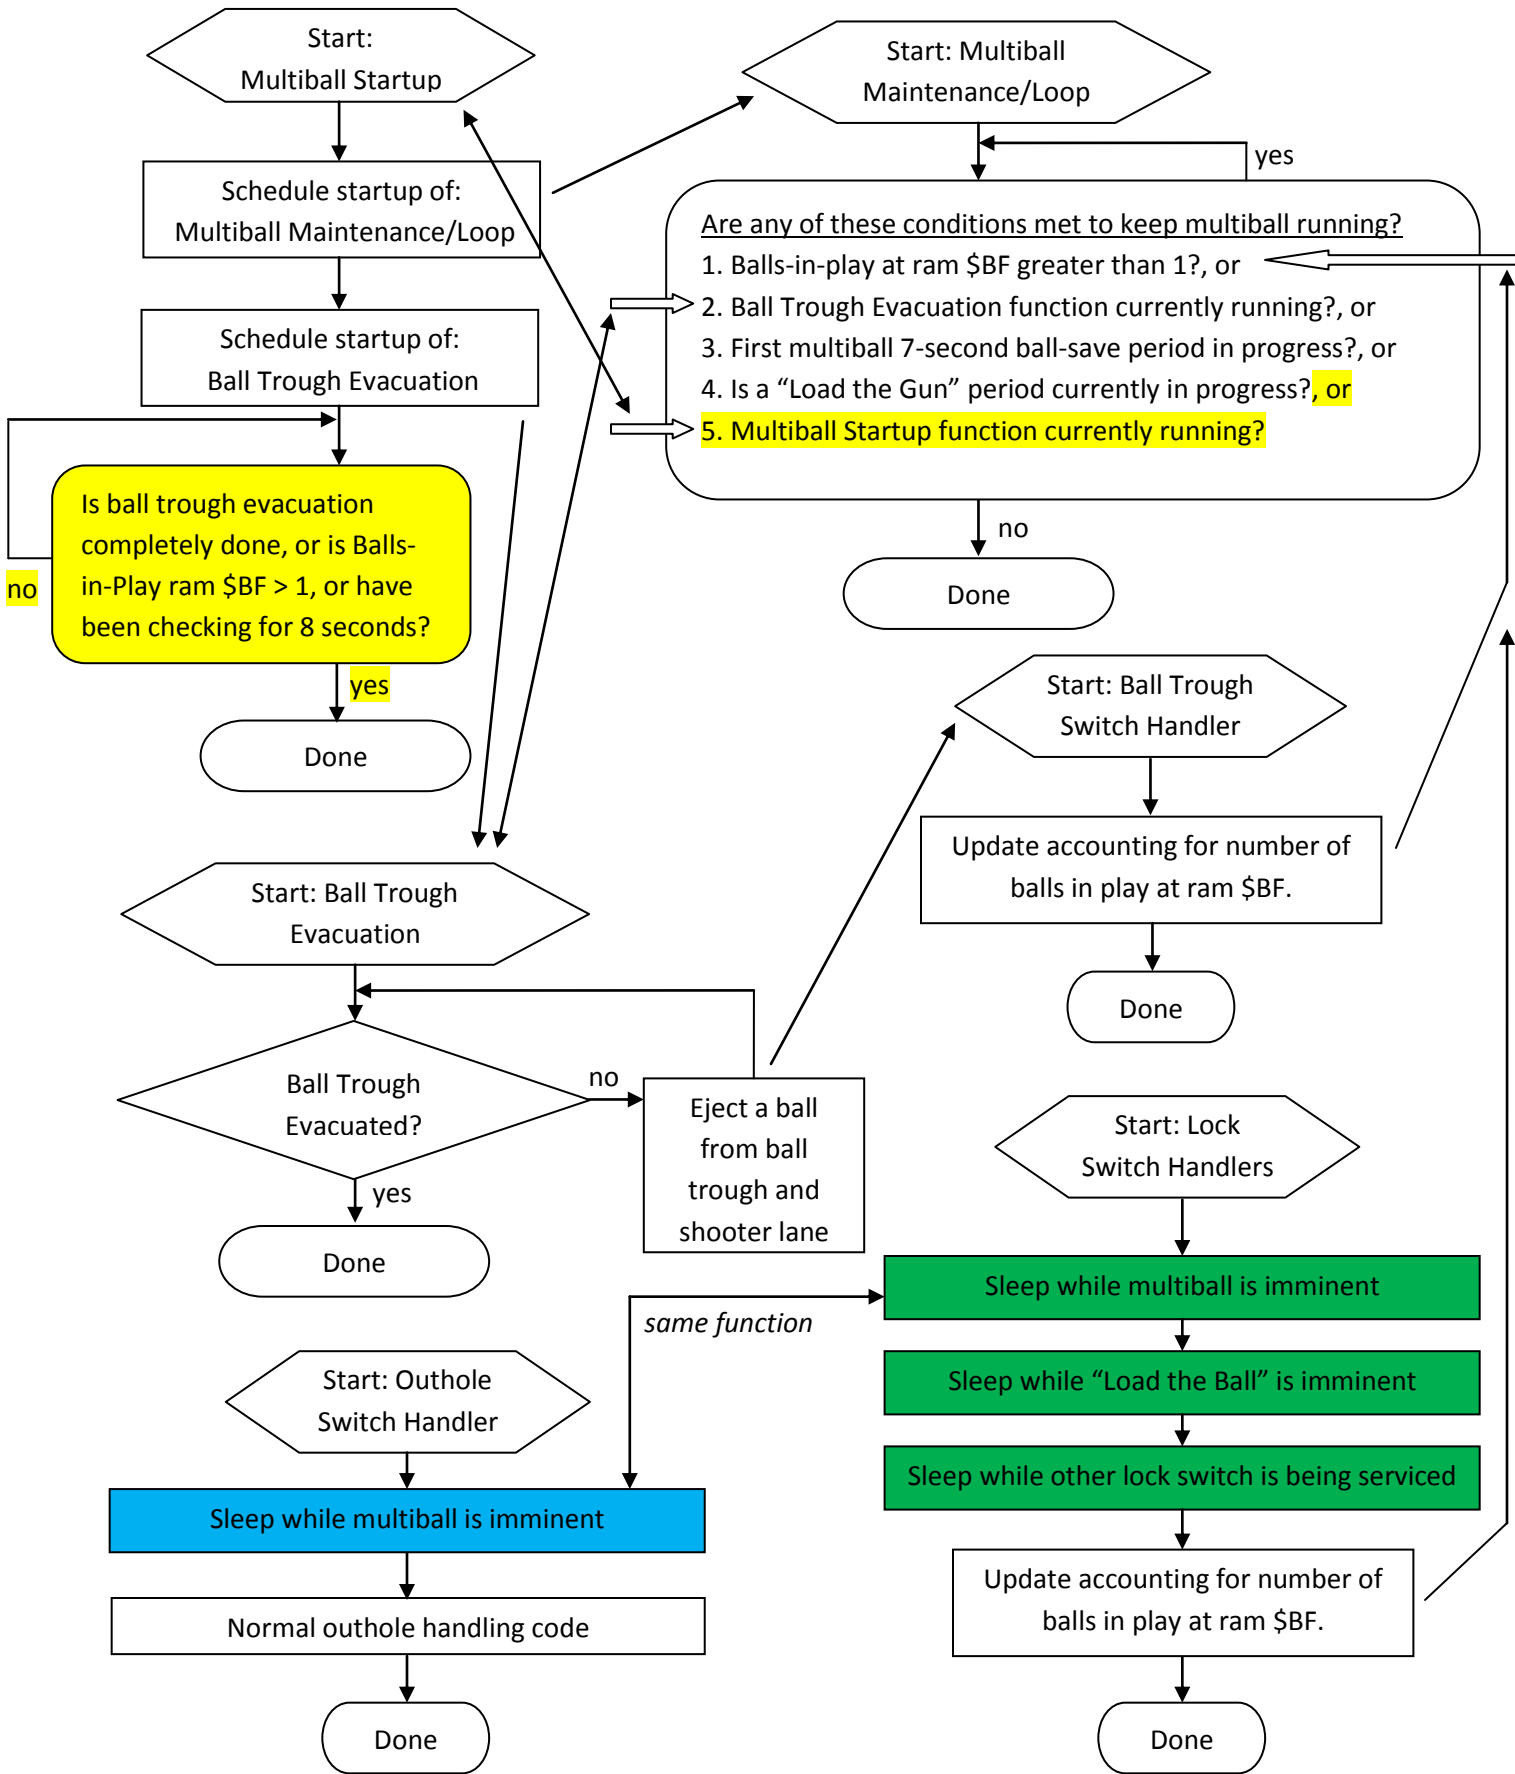 Start:
Multiball Startup
Schedule startup of:
Multiball Maintenance/Loop
Schedule startup of:
Ball Trough Evacuation
Is ball trough evacuation
completely done, or is Balls-
in-Play ram $BF > 1, or have
been checking for 8 seconds?
no
yes
Done
Start: Multiball
Maintenance/Loop
yes
Are any of these conditions met to keep multiball running?
1. Balls-in-play at ram $BF greater than 1?, or
2. Ball Trough Evacuation function currently running?, or
3. First multiball 7-second ball-save period in progress?, or
4. Is a “Load the Gun” period currently in progress?, or
5. Multiball Startup function currently running?
no
Done
Start: Ball Trough
Switch Handler
Update accounting for number of
balls in play at ram $BF.
Done
Start: Ball Trough
Evacuation
Ball Trough
Evacuated?
no
Eject a ball
from ball
trough and
shooter lane
yes
Done
Start: Lock
Switch Handlers
Sleep while multiball is imminent
same function
Sleep while “Load the Ball” is imminent
Sleep while other lock switch is being serviced
Update accounting for number of
balls in play at ram $BF.
Done
Start: Outhole
Switch Handler
Sleep while multiball is imminent
Normal outhole handling code
Done